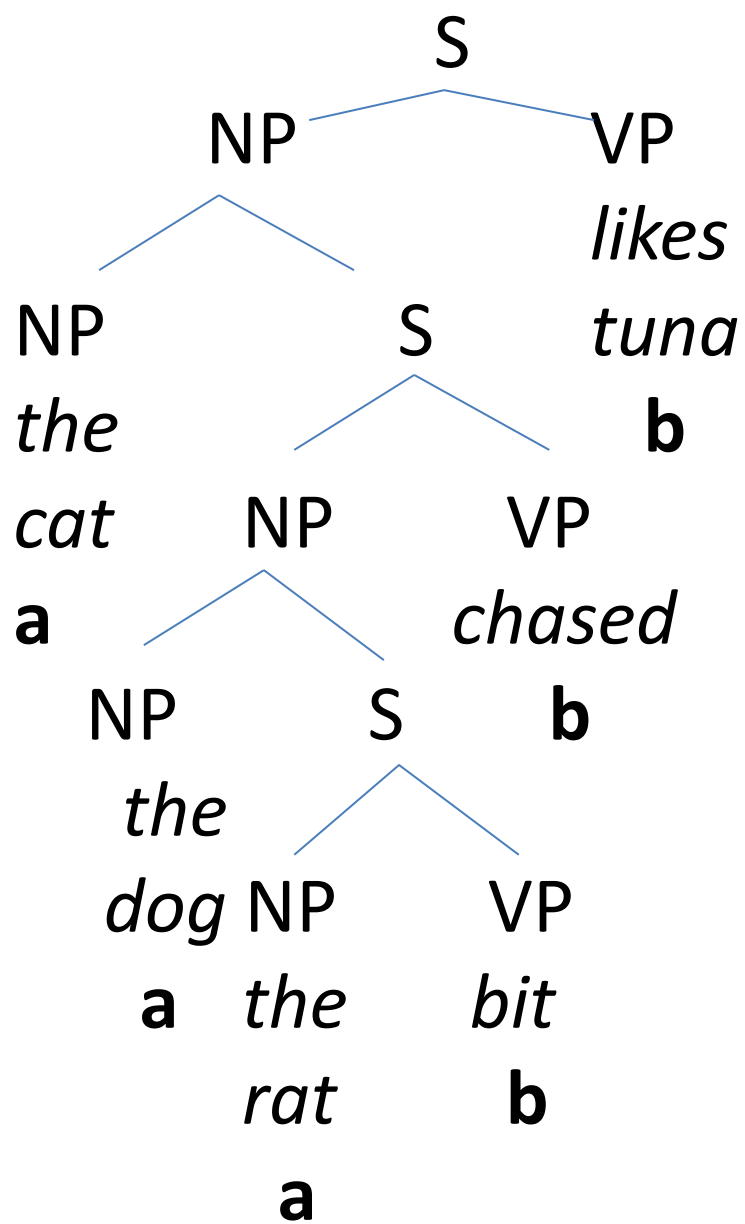 S
NP VP
likes
NP S tuna
the b
cat NP VP
a chased
NP S b
the
dog NP VP
a the bit
rat b
a